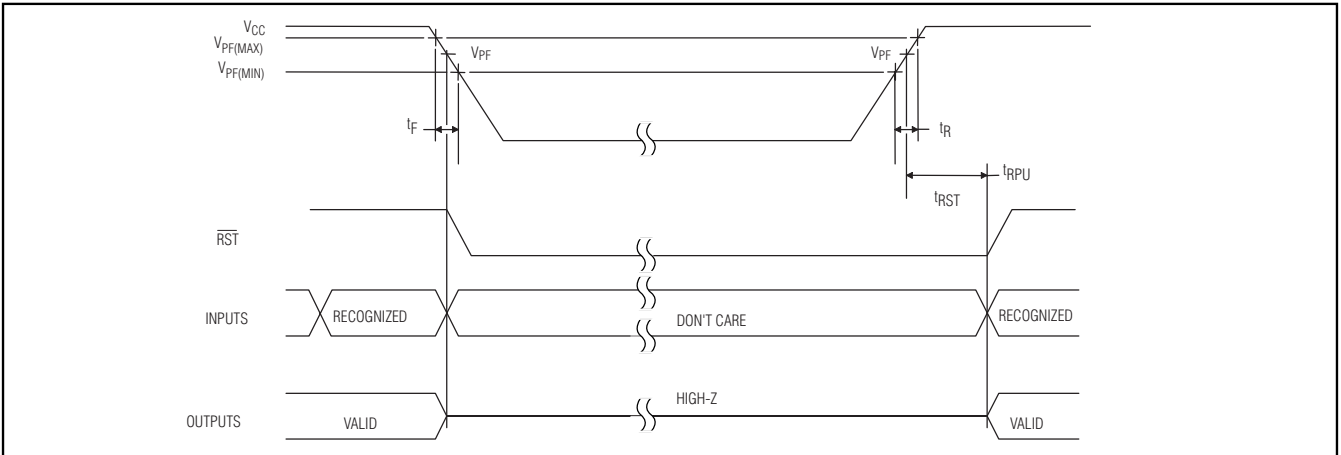 VCC
VPF(MAX)
VPF(MIN)
VPF
VPF
tF
tR
tRPU
tRST
RST
INPUTS
RECOGNIZED
DON'T CARE
RECOGNIZED
OUTPUTS
VALID
HIGH-Z
VALID